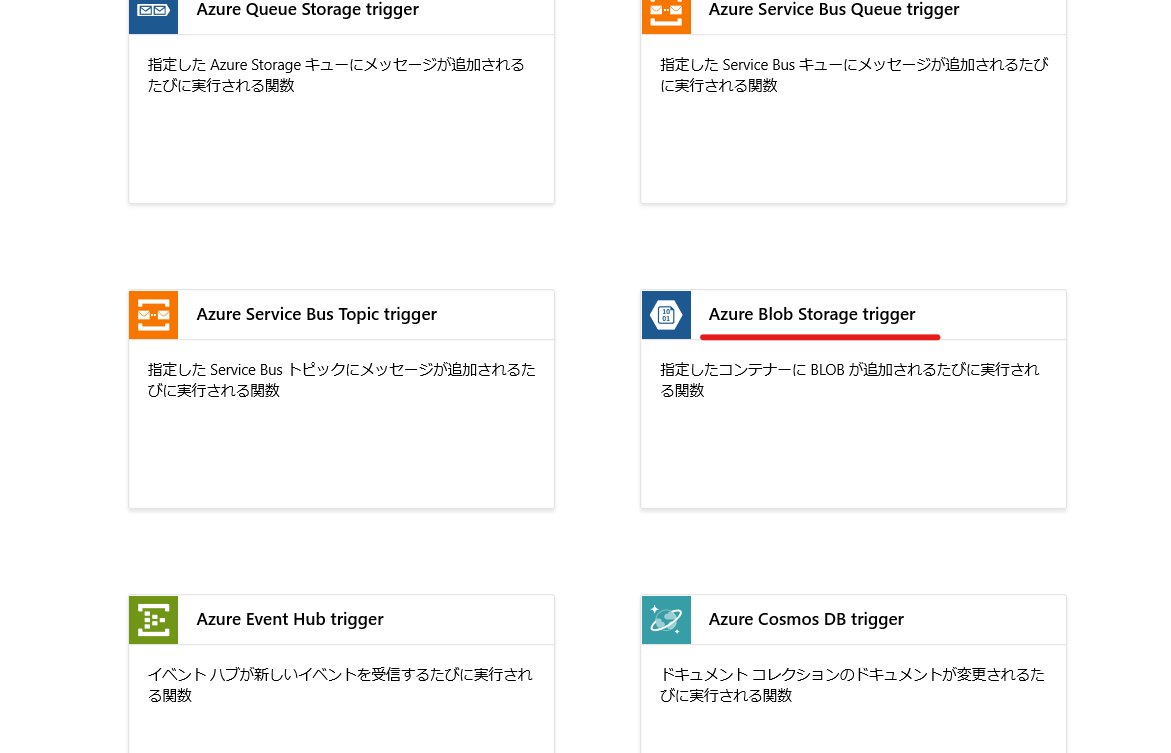 Azure Queue Storage trigger
指定した Azure Storage キューにメッセージが追加される
たびに実行される関数
Azure Service Bus Queue trigger
指定した Service Bus キューにメッセージが追加されるたび
に実行される関数
Azure Service Bus Topic trigger
指定した Service Bus トピックにメッセージが追加されるた
びに実行される関数
Azure Blob Storage trigger
10
01
指定したコンテナーに BLOB が追加されるたびに実行され
る関数
Azure Event Hub trigger
イベント ハブが新しいイベントを受信するたびに実行され
る関数
Azure Cosmos DB trigger
ドキュメント コレクションのドキュメントが変更されるた
びに実行される関数